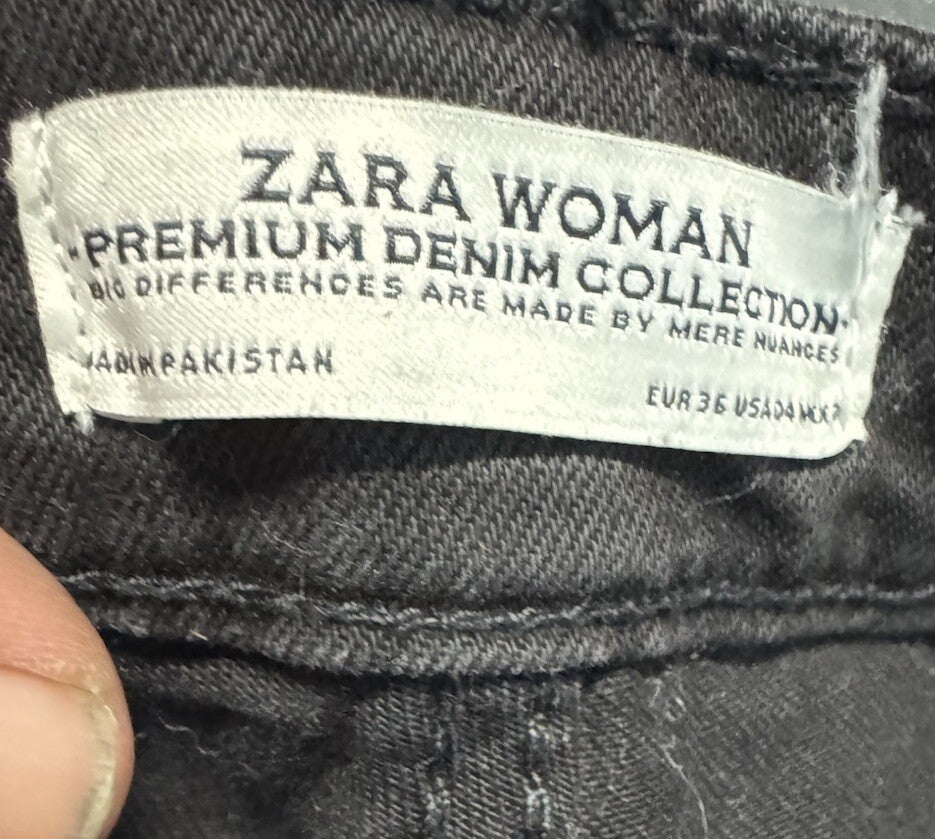 ZARA WOMAN
·PREMIUM DENIM COLLECTION·
BIG DIFFERENCES ARE MADE BY MERE NUANCES
PAKISTAN
EUR 36 USA 04